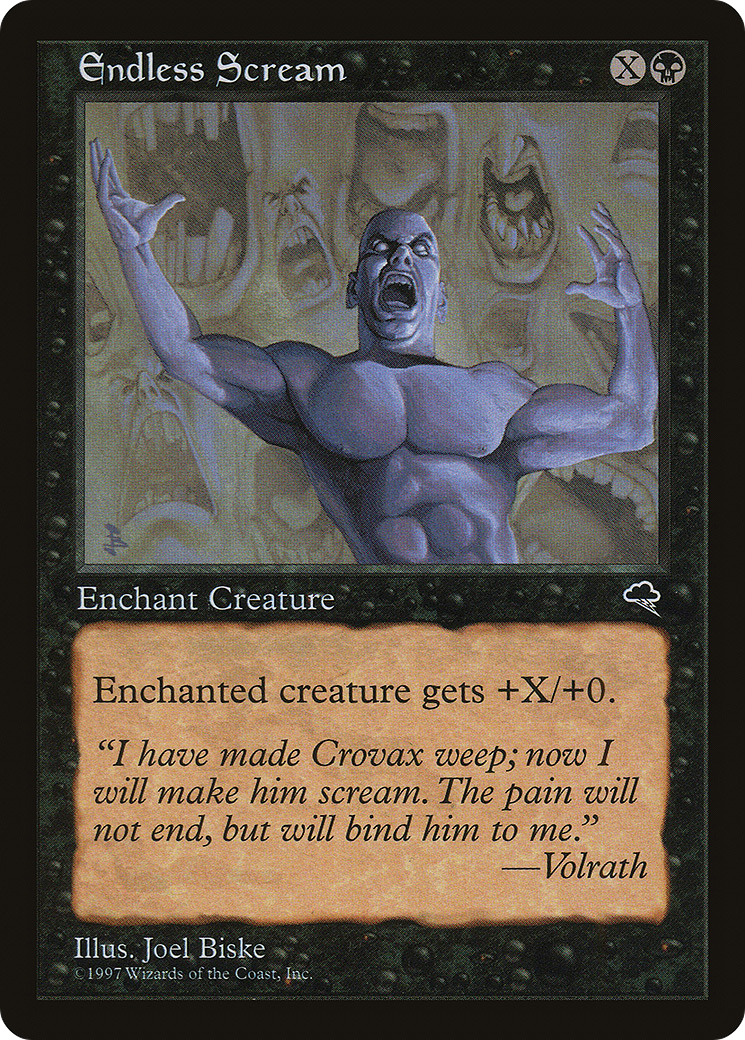 Endless Scream X
Enchant Creature
Enchanted creature gets +X/+0.
“I have made Crovax weep; now I
will make him scream. The pain will
not end, but will bind him to me.”
—Volrath
Illus. Joel Biske
©1997 Wizards of the Coast, Inc.